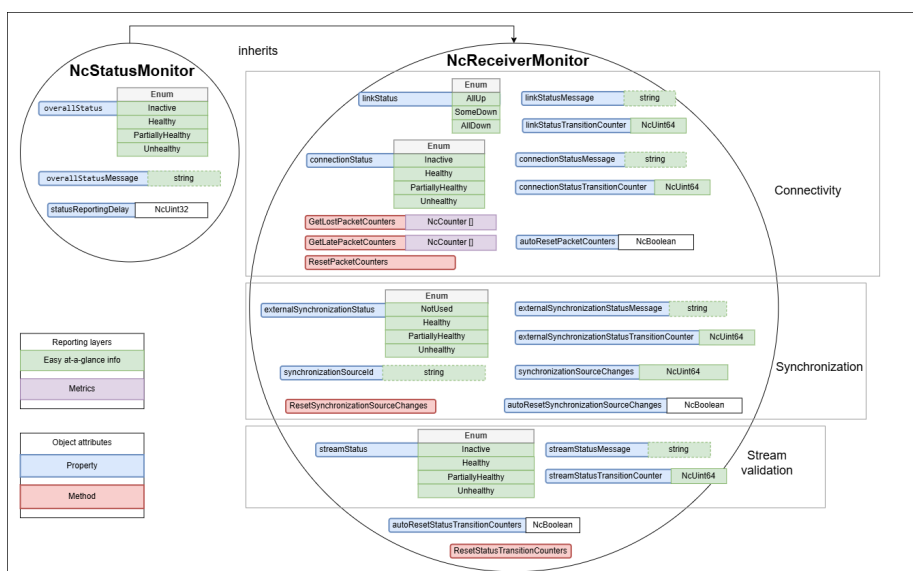 inherits
NcStatusMonitor
Enum
overallStatus
Inactive
Healthy
PartiallyHealthy
Unhealthy
overallStatusMessage string
statusReportingDelay NcUint32
NcReceiverMonitor
Enum
linkStatus
AllUp
SomeDown
AllDown
linkStatusMessage string
linkStatusTransitionCounter NcUint64
Enum
connectionStatus
Inactive
Healthy
PartiallyHealthy
Unhealthy
connectionStatusMessage string
connectionStatusTransitionCounter NcUint64
Connectivity
GetLostPacketCounters NcCounter []
GetLatePacketCounters NcCounter []
autoResetPacketCounters NcBoolean
ResetPacketCounters
Enum
externalSynchronizationStatus
NotUsed
Healthy
PartiallyHealthy
Unhealthy
externalSynchronizationStatusMessage string
externalSynchronizationStatusTransitionCounter NcUint64
Synchronization
synchronizationSourceId string
synchronizationSourceChanges NcUint64
ResetSynchronizationSourceChanges
autoResetSynchronizationSourceChanges NcBoolean
Enum
streamStatus
Inactive
Healthy
PartiallyHealthy
Unhealthy
streamStatusMessage string
streamStatusTransitionCounter NcUint64
Stream
validation
autoResetStatusTransitionCounters NcBoolean
ResetStatusTransitionCounters
Reporting layers
Easy at-a-glance info
Metrics
Object attributes
Property
Method